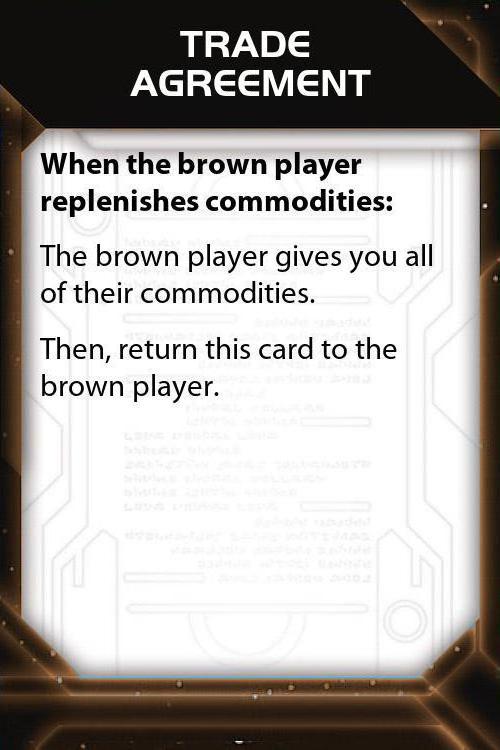 TRADE
AGREEMENT
When the brown player
replenishes commodities:
The brown player gives you all
of their commodities.
Then, return this card to the
brown player.